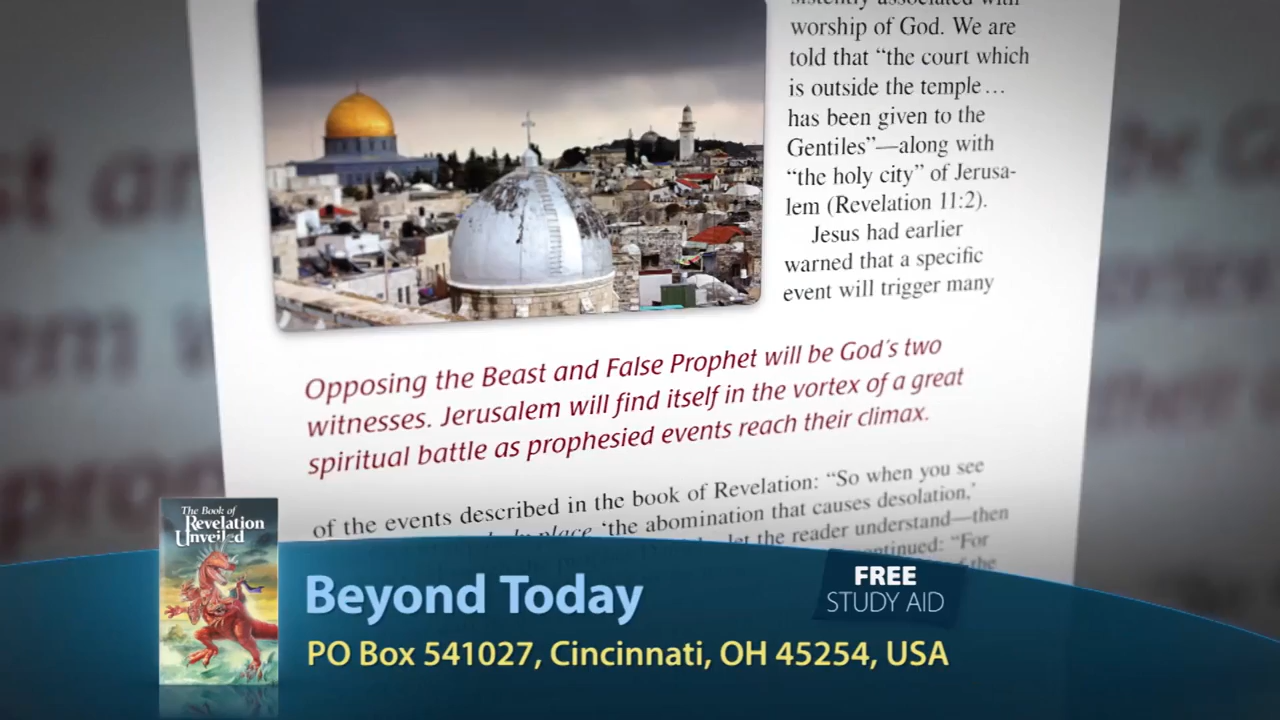 worship of God. We are
told that “the court which
is outside the temple…
has been given to the
Gentiles”—along with
“the holy city” of Jerusa-
lem (Revelation 11:2).
Jesus had earlier
warned that a specific
event will trigger many
Opposing the Beast and False Prophet will be God's two
witnesses. Jerusalem will find itself in the vortex of a great
spiritual battle as prophesied events reach their climax.
of the events described in the book of Revelation: “So when you see
place ‘the abomination that causes desolation,’
let the reader understand—then
“For
The Book of
Revelation
Unveiled
Beyond Today
FREE
STUDY AID
PO Box 541027, Cincinnati, OH 45254, USA